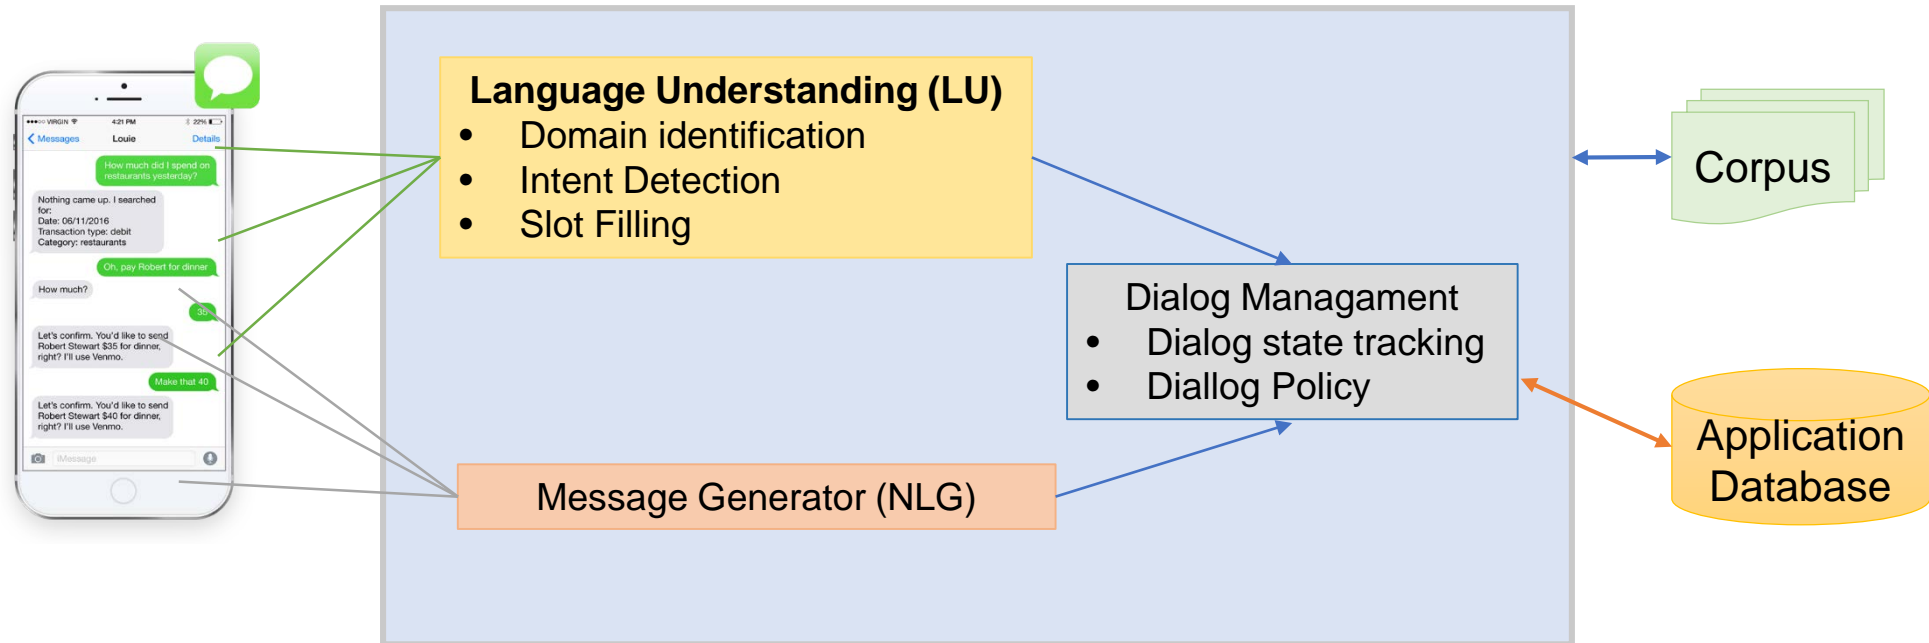 ●●●○○ VIRGIN 4:21 PM 22%
Messages Louie Details
How much did I spend on
restaurants yesterday?
Nothing came up. I searched
for:
Date: 06/11/2016
Transaction type: debit
Category: restaurants
Oh, pay Robert for dinner
How much?
35
Let's confirm. You'd like to send
Robert Stewart $35 for dinner,
right? I'll use Venmo.
Make that 40
Let's confirm. You'd like to send
Robert Stewart $40 for dinner,
right? I'll use Venmo.
iMessage
Language Understanding (LU)
• Domain identification
• Intent Detection
• Slot Filling
Dialog Managament
• Dialog state tracking
• Diallog Policy
Message Generator (NLG)
Corpus
Application
Database